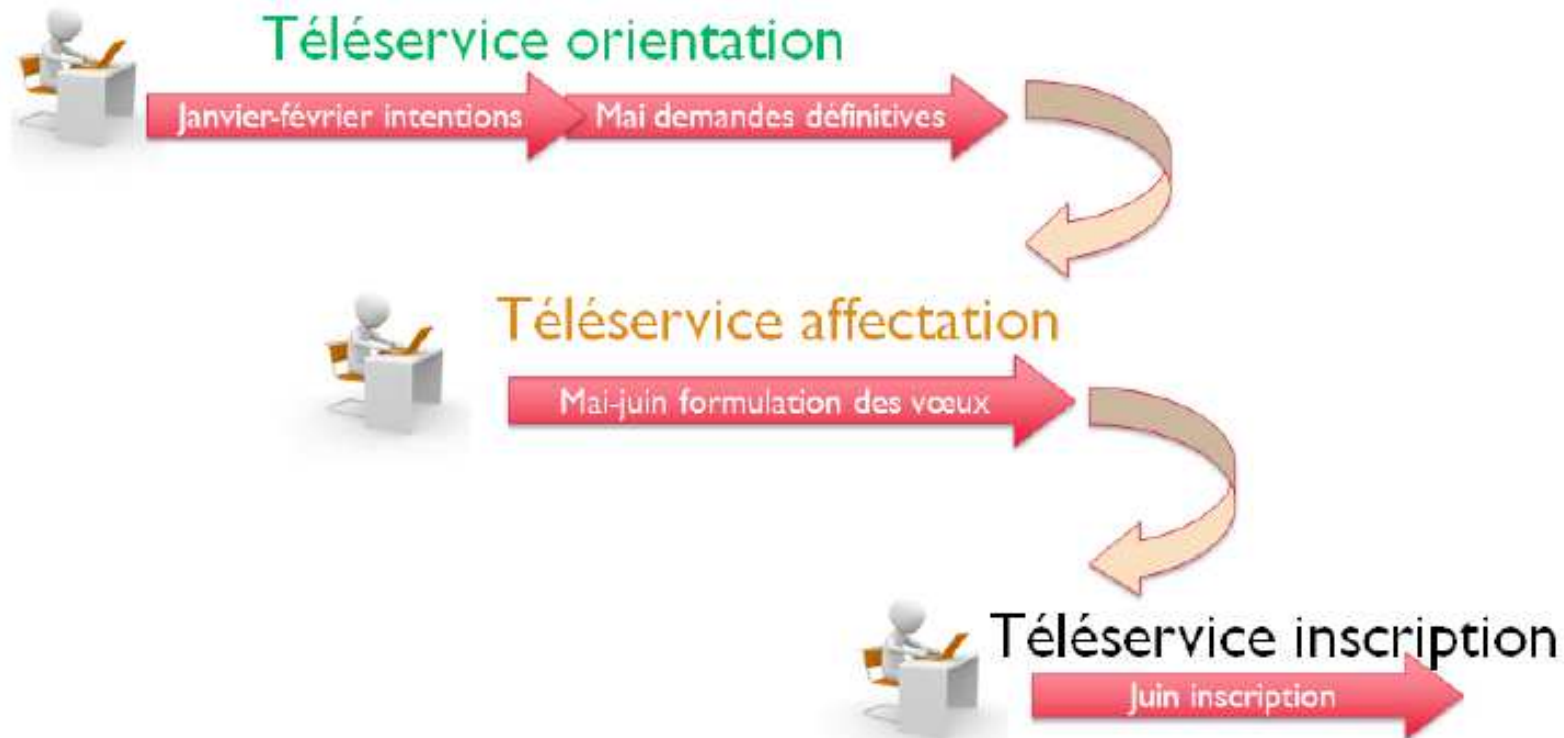 Téléservice orientation
Janvier-février intentions
Mai demandes définitives
Téléservice affectation
Mai-juin formulation des vœux
Téléservice inscription
Juin inscription